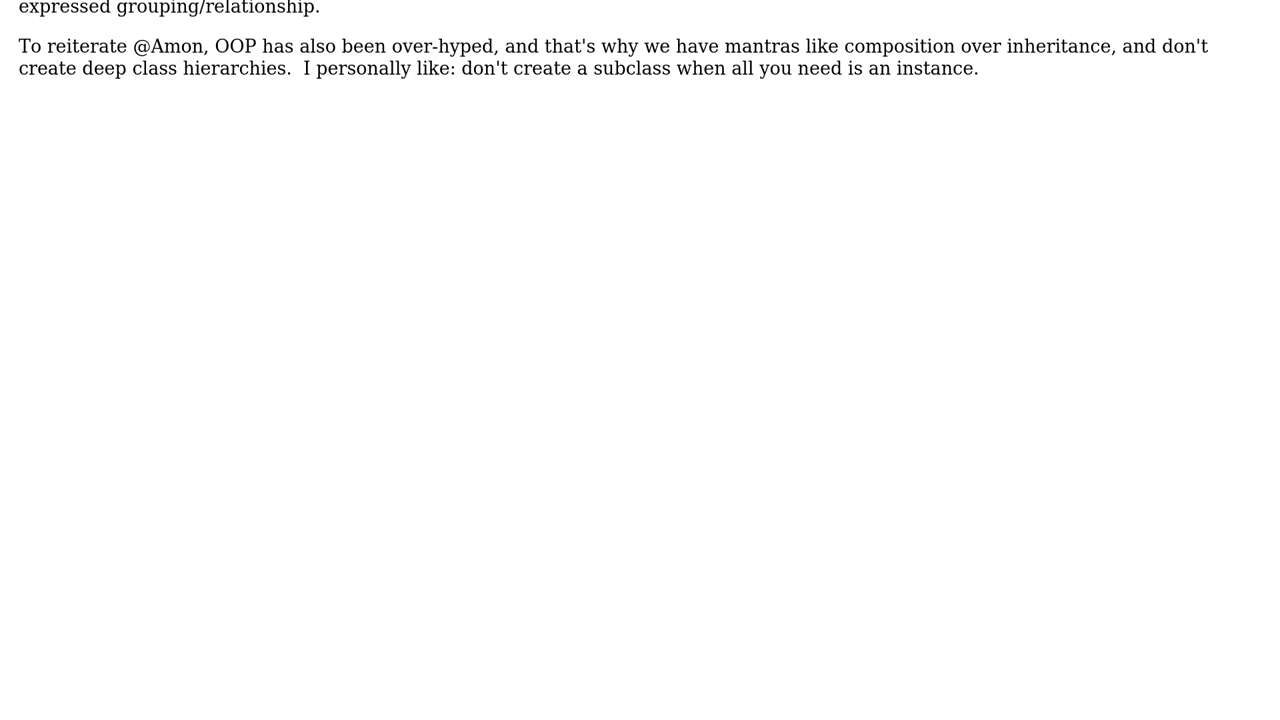 expressed grouping/relationship.
To reiterate @Amon, OOP has also been over-hyped, and that's why we have mantras like composition over inheritance, and don't
create deep class hierarchies.  I personally like: don't create a subclass when all you need is an instance.